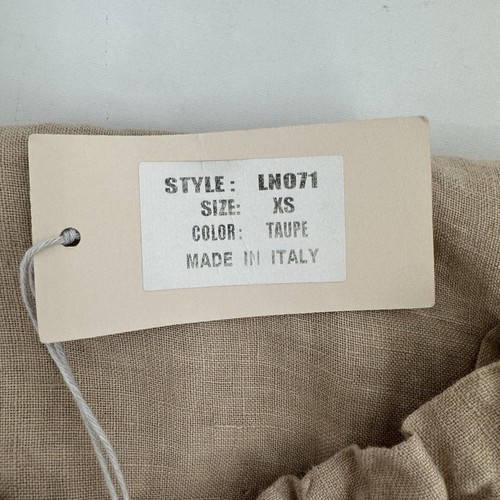 STYLE: LN071
SIZE: XS
COLOR: TAUPE
MADE IN ITALY